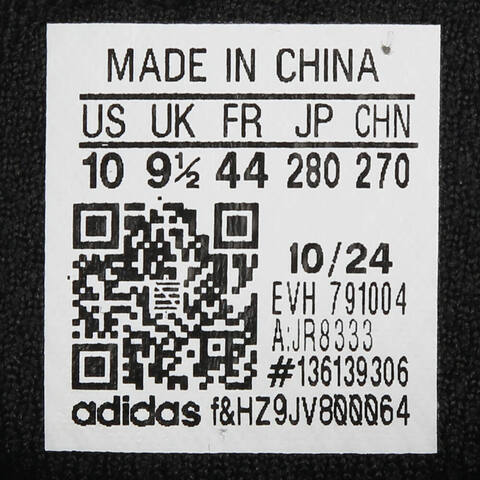 MADE IN CHINA
US UK FR JP CHN
10 9½ 44 280 270
10/24
EVH 791004
A:JR8333
#136139306
adidas f&HZ9JV800064